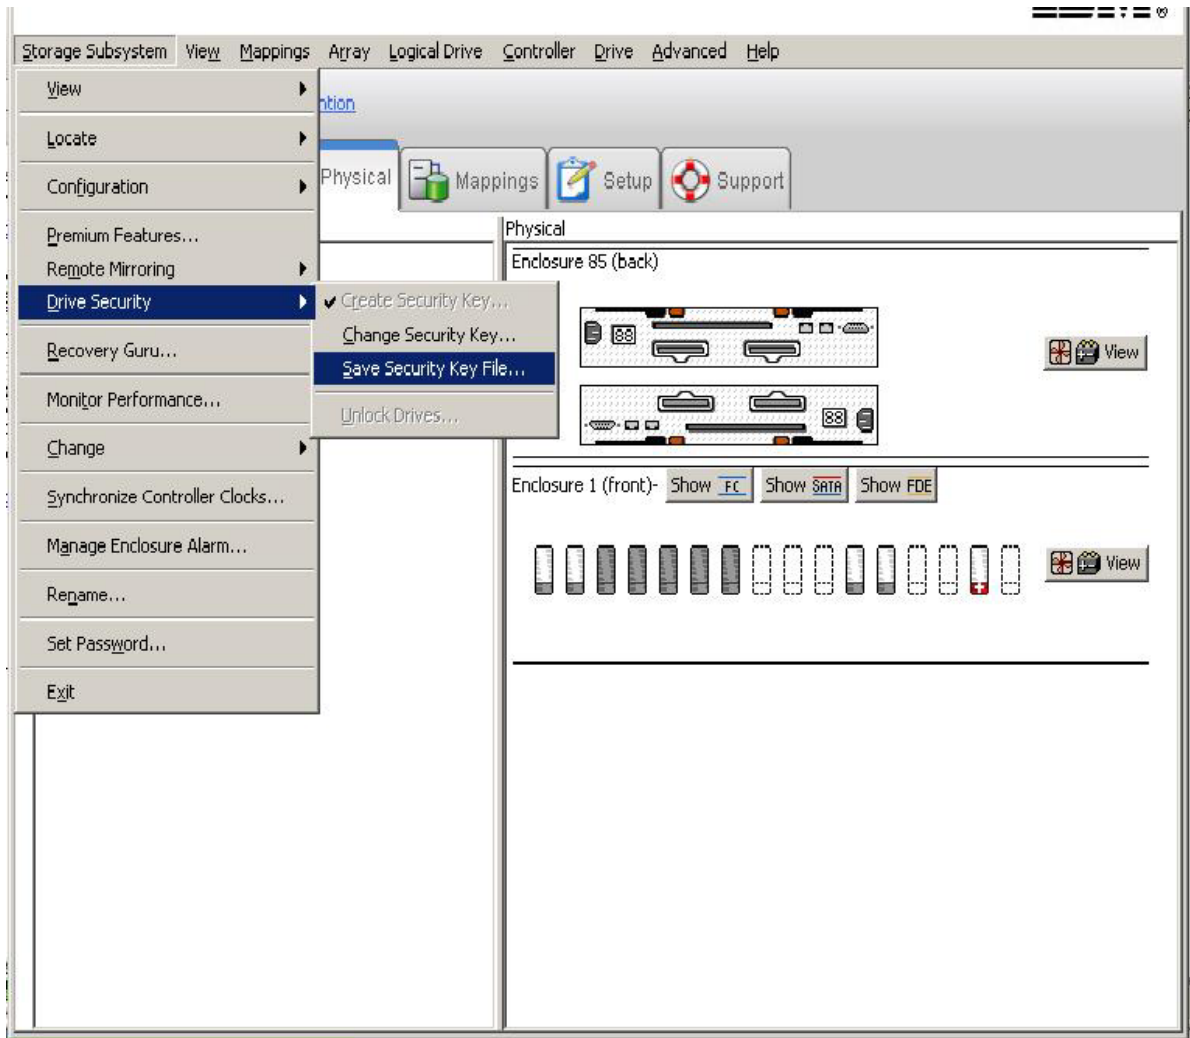 ®
Storage Subsystem View Mappings Array Logical Drive Controller Drive Advanced Help
View
ntion
Locate
Configuration
Physical Mappings Setup Support
Premium Features...
Physical
Remote Mirroring
Enclosure 85 (back)
Drive Security
Create Security Key...
Change Security Key...
Save Security Key File...
Unlock Drives...
88
View
88
Recovery Guru...
Monitor Performance...
Change
Enclosure 1 (front)- Show FC Show SATA Show FDE
Synchronize Controller Clocks...
Manage Enclosure Alarm...
View
Rename...
Set Password...
Exit